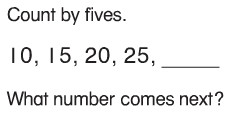 Count by fives.
10, 15, 20, 25, _____
What number comes next?